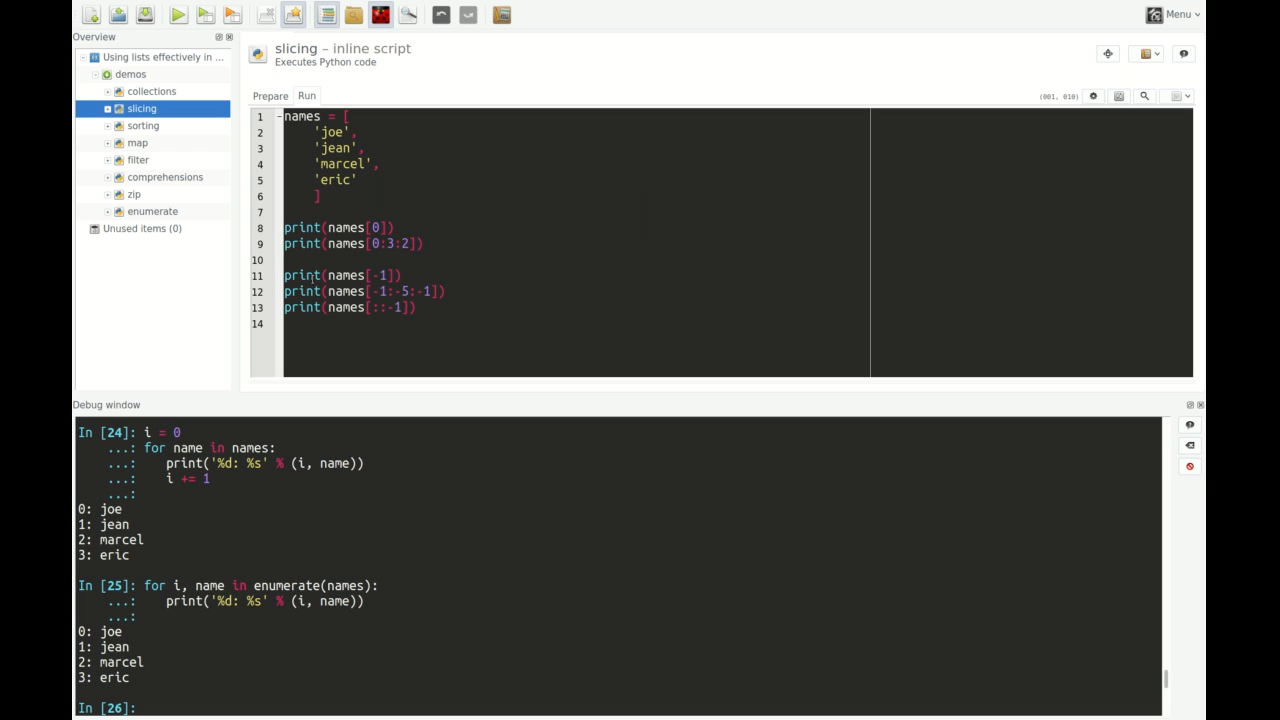 Menu
Overview
Using lists effectively in ...
demos
collections
slicing
sorting
map
filter
comprehensions
zip
enumerate
Unused items (0)
slicing – inline script
Executes Python code
Prepare
Run
(001, 010)
1 names = [
2 'joe',
3 'jean',
4 'marcel',
5 'eric'
6 ]
7
8 print(names[0])
9 print(names[0:3:2])
10
11 print(names[-1])
12 print(names[-1:-5:-1])
13 print(names[::-1])
14
Debug window
In [24]: i = 0
...: for name in names:
...: print('%d: %s' % (i, name))
...: i += 1
...:
0: joe
1: jean
2: marcel
3: eric
In [25]: for i, name in enumerate(names):
...: print('%d: %s' % (i, name))
...:
0: joe
1: jean
2: marcel
3: eric
In [26]: